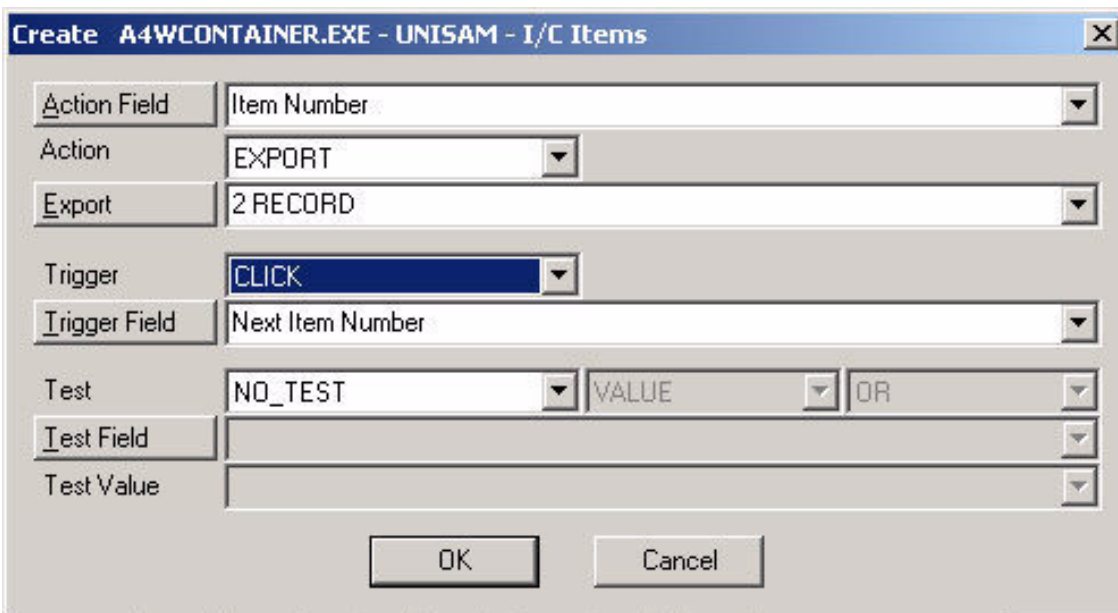 Create A4WCONTAINER.EXE - UNISAM - I/C Items
Action Field Item Number
Action EXPORT
Export 2 RECORD
Trigger CLICK
Trigger Field Next Item Number
Test NO_TEST VALUE OR
Test Field
Test Value
OK Cancel